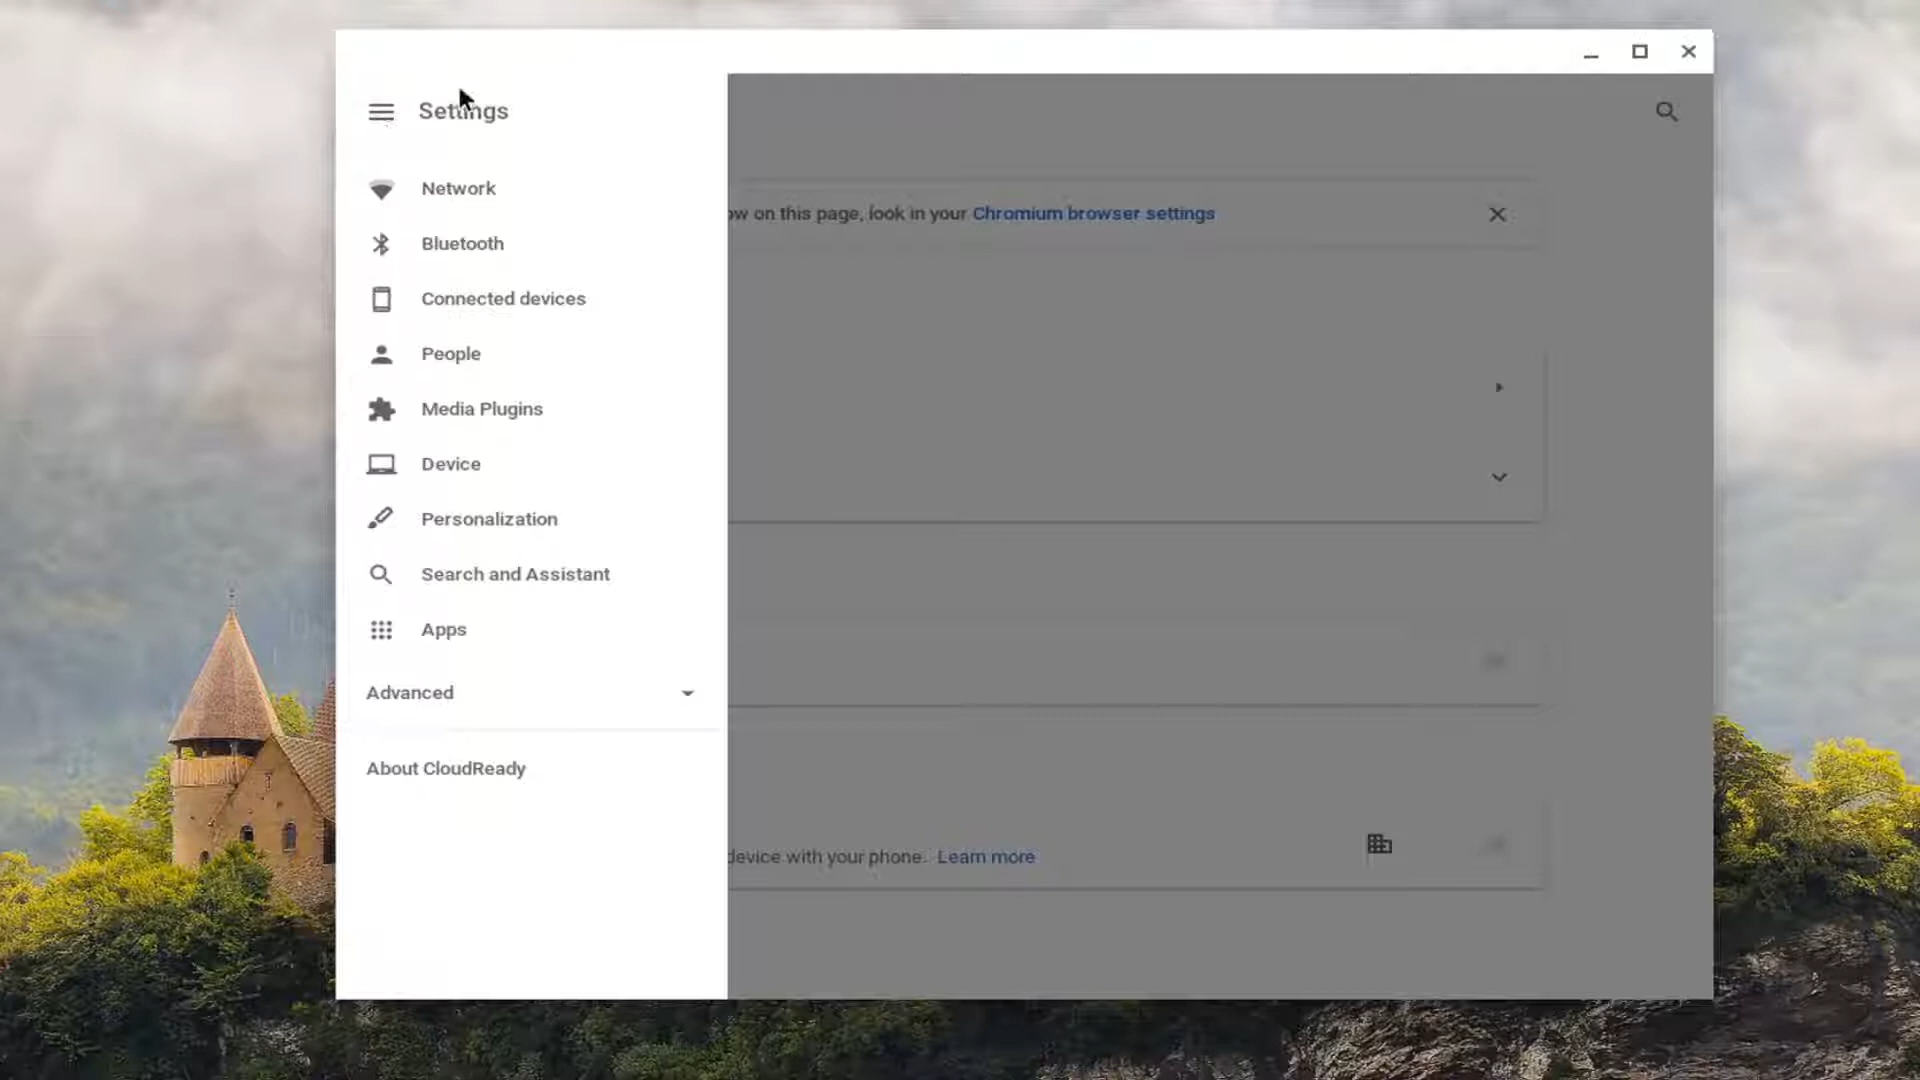 Settings
Network
ow on this page, look in your Chromium browser settings
Bluetooth
Connected devices
People
Media Plugins
Device
Personalization
Search and Assistant
Apps
Advanced
About CloudReady
device with your phone. Learn more